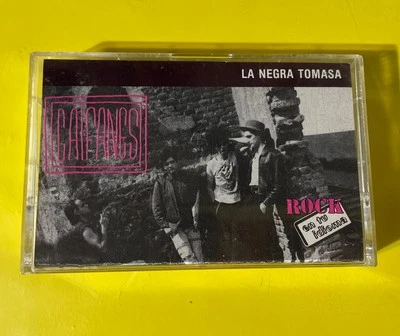 LA NEGRA TOMASA
CAIFANES
ROCK
en tu
idioma